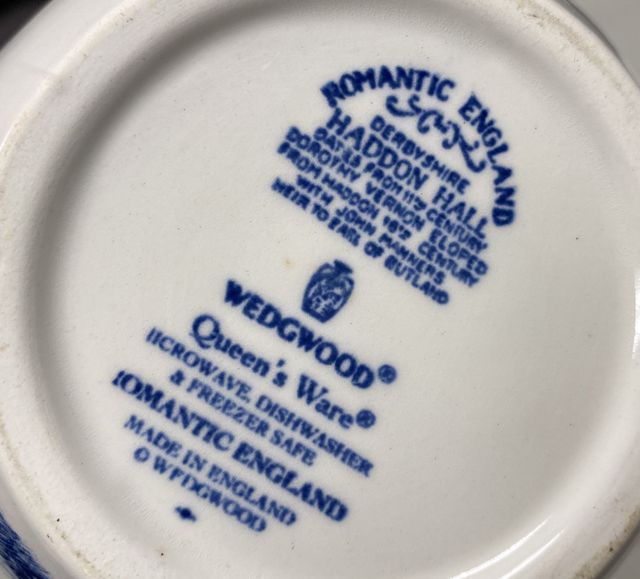 ROMANTIC ENGLAND
DERBYSHIRE
HADDON HALL
DATES FROM 11TH CENTURY
DOROTHY VERNON ELOPED
FROM HADDON 16TH CENTURY
WITH JOHN MANNERS
HEIR TO EARL OF RUTLAND
WEDGWOOD®
Queen's Ware®
MICROWAVE, DISHWASHER
& FREEZER SAFE
ROMANTIC ENGLAND
MADE IN ENGLAND
© WEDGWOOD